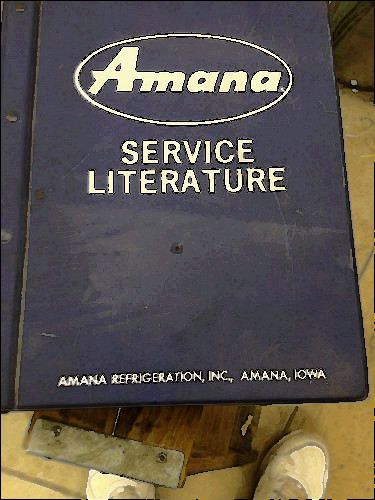 Amana
SERVICE
LITERATURE
AMANA REFRIGERATION, INC., AMANA, IOWA